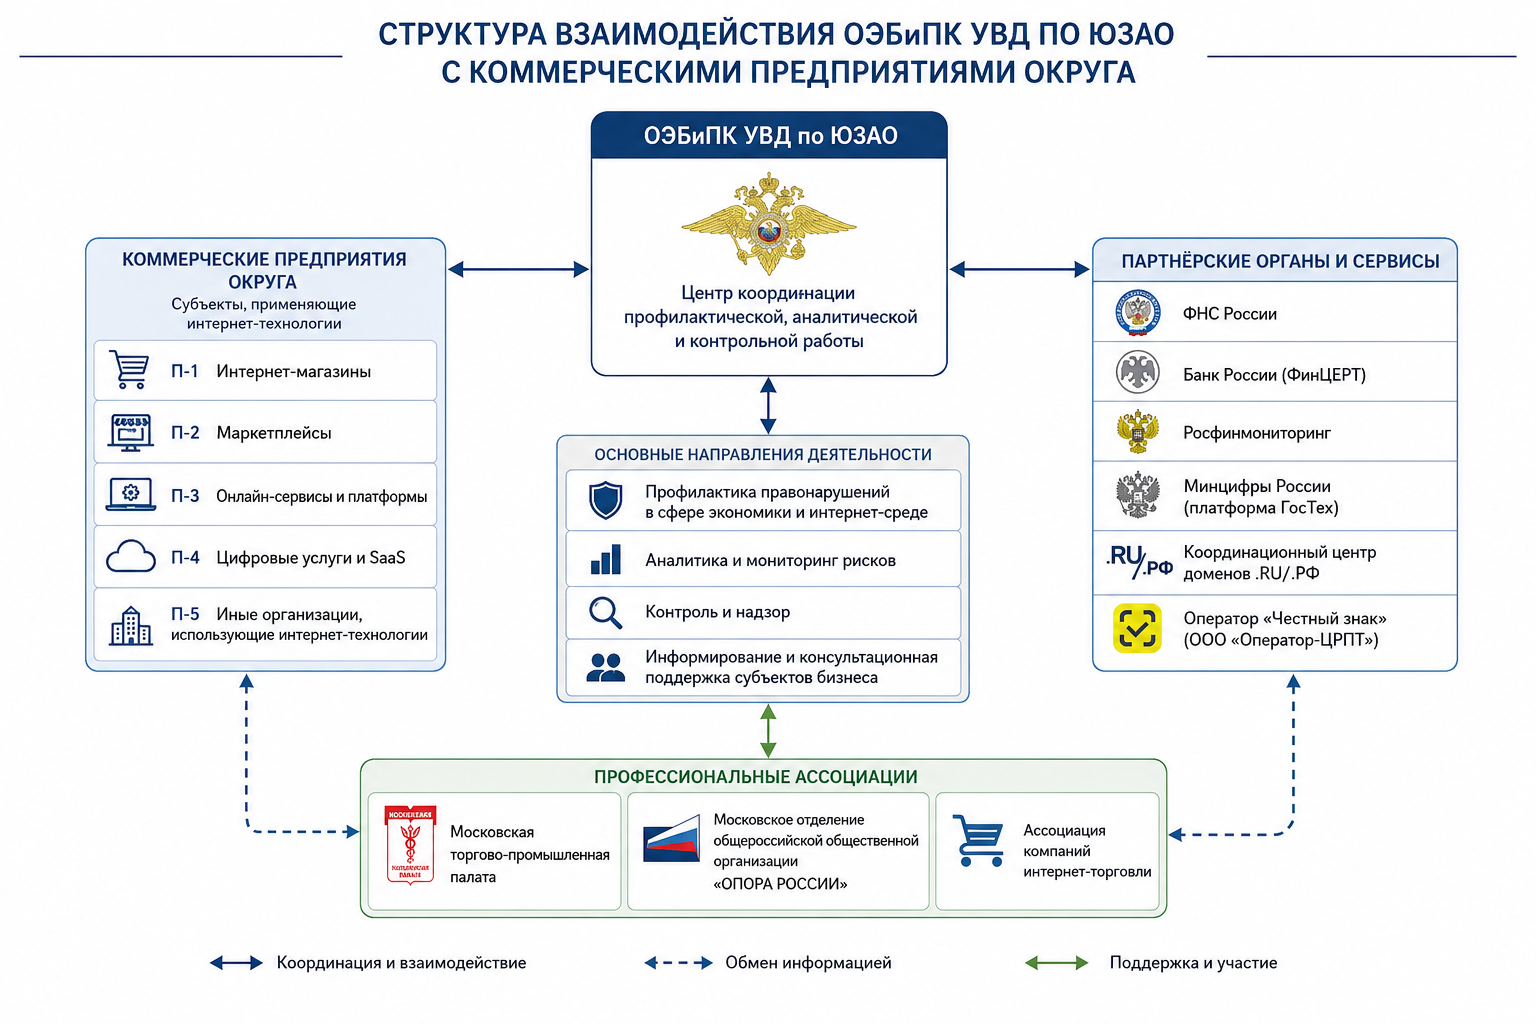 СТРУКТУРА ВЗАИМОДЕЙСТВИЯ ОЭБиПК УВД ПО ЮЗАО
С КОММЕРЧЕСКИМИ ПРЕДПРИЯТИЯМИ ОКРУГА
ОЭБиПК УВД по ЮЗАО
Центр координации
профилактической, аналитической
и контрольной работы
КОММЕРЧЕСКИЕ ПРЕДПРИЯТИЯ
ОКРУГА
Субъекты, применяющие
интернет-технологии
П-1 Интернет-магазины
П-2 Маркетплейсы
П-3 Онлайн-сервисы и платформы
П-4 Цифровые услуги и SaaS
П-5 Иные организации,
использующие интернет-технологии
ОСНОВНЫЕ НАПРАВЛЕНИЯ ДЕЯТЕЛЬНОСТИ
Профилактика правонарушений
в сфере экономики и интернет-среде
Аналитика и мониторинг рисков
Контроль и надзор
Информирование и консультационная
поддержка субъектов бизнеса
ПАРТНЁРСКИЕ ОРГАНЫ И СЕРВИСЫ
ФНС России
Банк России (ФинЦЕРТ)
Росфинмониторинг
Минцифры России
(платформа ГосТех)
.RU/.РФ
Координационный центр
доменов .RU/.РФ
Оператор «Честный знак»
(ООО «Оператор-ЦРПТ»)
ПРОФЕССИОНАЛЬНЫЕ АССОЦИАЦИИ
Московская
торгово-промышленная
палата
Московское отделение
общероссийской общественной
организации
«ОПОРА РОССИИ»
Ассоциация
компаний
интернет-торговли
Координация и взаимодействие
Обмен информацией
Поддержка и участие